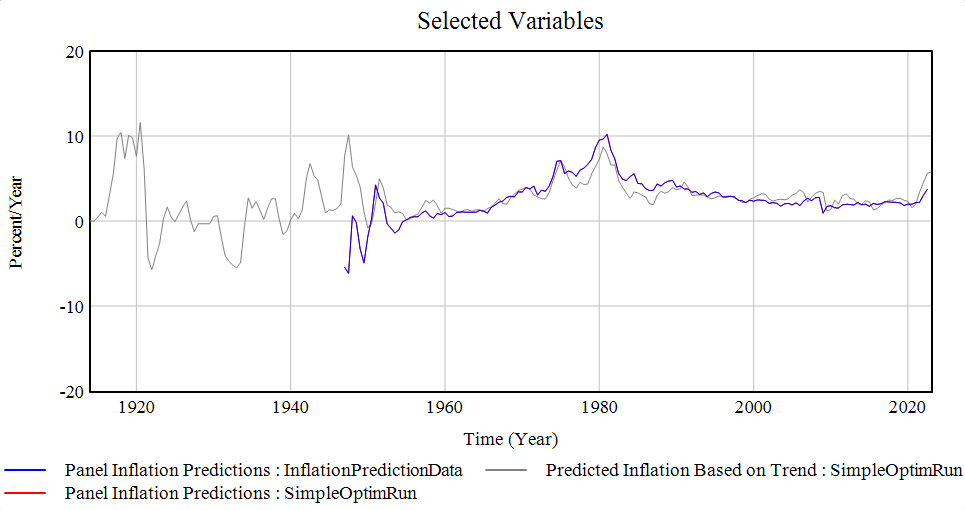 Selected Variables
20
10
0
-10
-20
Percent/Year
1920 1940 1960 1980 2000 2020
Time (Year)
Panel Inflation Predictions : InflationPredictionData Predicted Inflation Based on Trend : SimpleOptimRun
Panel Inflation Predictions : SimpleOptimRun